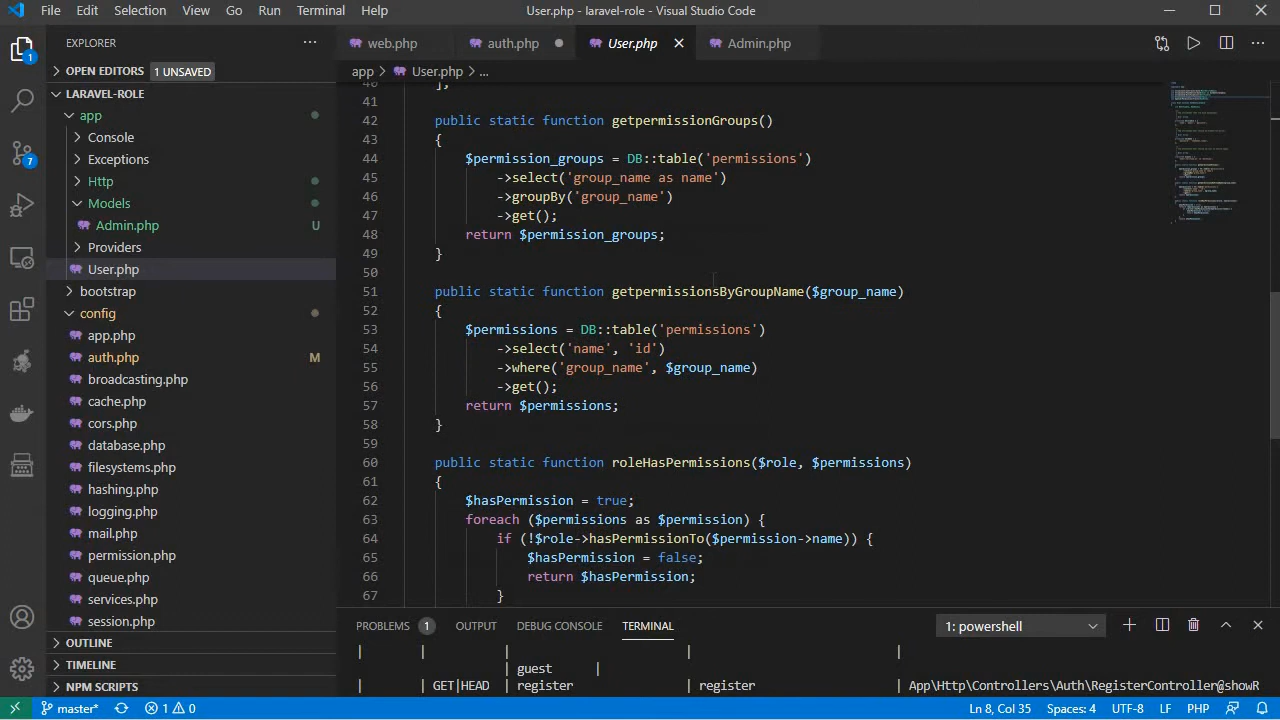 File Edit Selection View Go Run Terminal Help
User.php - laravel-role - Visual Studio Code
EXPLORER
web.php
auth.php
User.php
Admin.php
OPEN EDITORS 1 UNSAVED
app > User.php > ...
LARAVEL-ROLE
app
Console
Exceptions
Http
Models
Admin.php U
Providers
User.php
bootstrap
config
app.php
auth.php M
broadcasting.php
cache.php
cors.php
database.php
filesystems.php
hashing.php
logging.php
mail.php
permission.php
queue.php
services.php
session.php
OUTLINE
TIMELINE
NPM SCRIPTS
1
7
40 ];
41
42 public static function getpermissionGroups()
43 {
44 $permission_groups = DB::table('permissions')
45 ->select('group_name as name')
46 ->groupBy('group_name')
47 ->get();
48 return $permission_groups;
49 }
50
51 public static function getpermissionsByGroupName($group_name)
52 {
53 $permissions = DB::table('permissions')
54 ->select('name', 'id')
55 ->where('group_name', $group_name)
56 ->get();
57 return $permissions;
58 }
59
60 public static function roleHasPermissions($role, $permissions)
61 {
62 $hasPermission = true;
63 foreach ($permissions as $permission) {
64 if (!$role->hasPermissionTo($permission->name)) {
65 $hasPermission = false;
66 return $hasPermission;
67 }
PROBLEMS 1 OUTPUT DEBUG CONSOLE TERMINAL
1: powershell
| | | | |
| guest |
| | GET|HEAD | register | register | App\Http\Controllers\Auth\RegisterController@showR
master* 1 0
Ln 8, Col 35 Spaces: 4 UTF-8 LF PHP